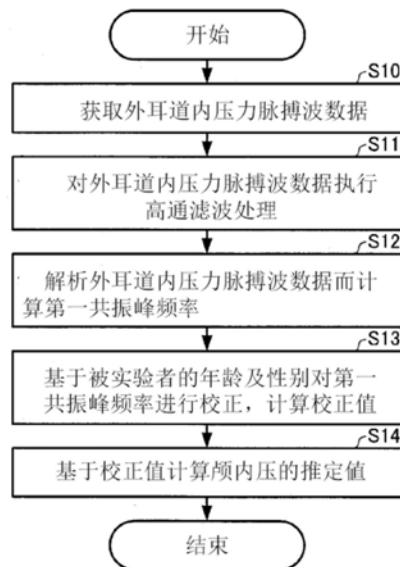 开始
S10
获取外耳道内压力脉搏波数据
S11
对外耳道内压力脉搏波数据执行
高通滤波处理
S12
解析外耳道内压力脉搏波数据而计
算第一共振峰频率
S13
基于被实验者的年龄及性别对第一
共振峰频率进行校正，计算校正值
S14
基于校正值计算颅内压的推定值
结束